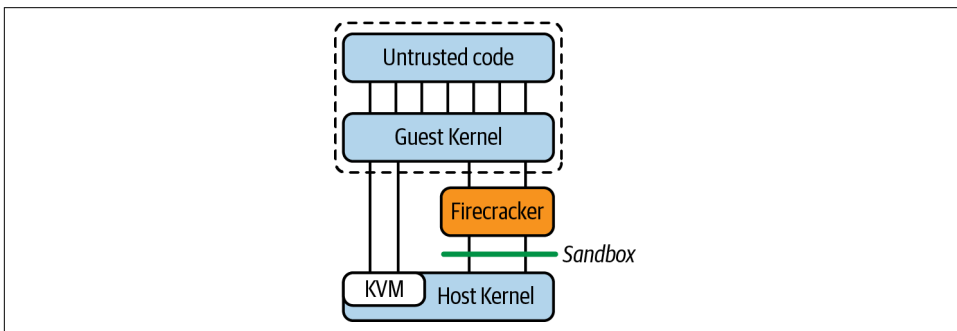 Untrusted code
Guest Kernel
Firecracker
Sandbox
KVM
Host Kernel